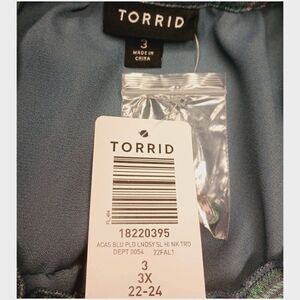 TORRID
3
MADE IN
CHINA
TORRID
18220395
ACAS BLU PLD LNDSY SL HI NK TRD
DEPT 0054 22FAL1
3
3X
22-24